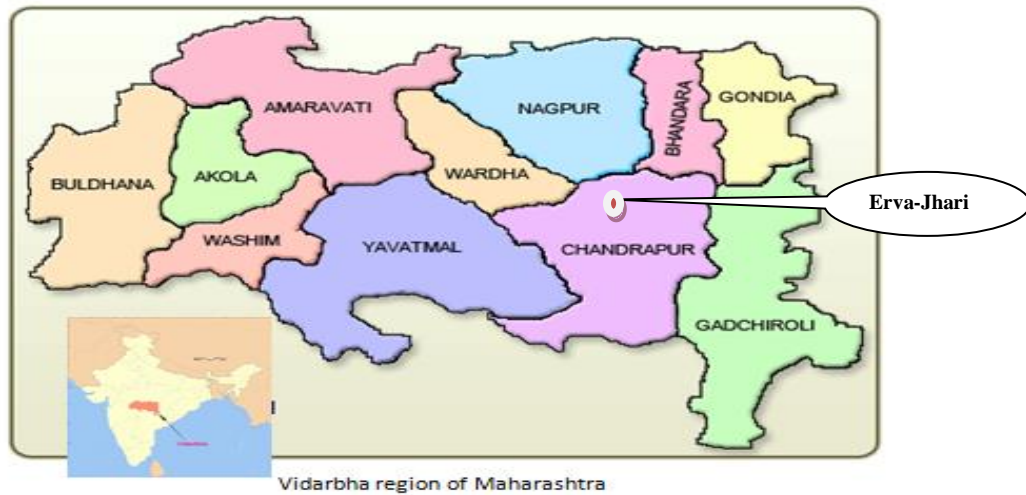 AMARAVATI
NAGPUR
BHANDARA
GONDIA
BULDHANA
AKOLA
WARDHA
Erva-Jhari
WASHIM
YAVATMAL
CHANDRAPUR
GADCHIROLI
Vidarbha region of Maharashtra